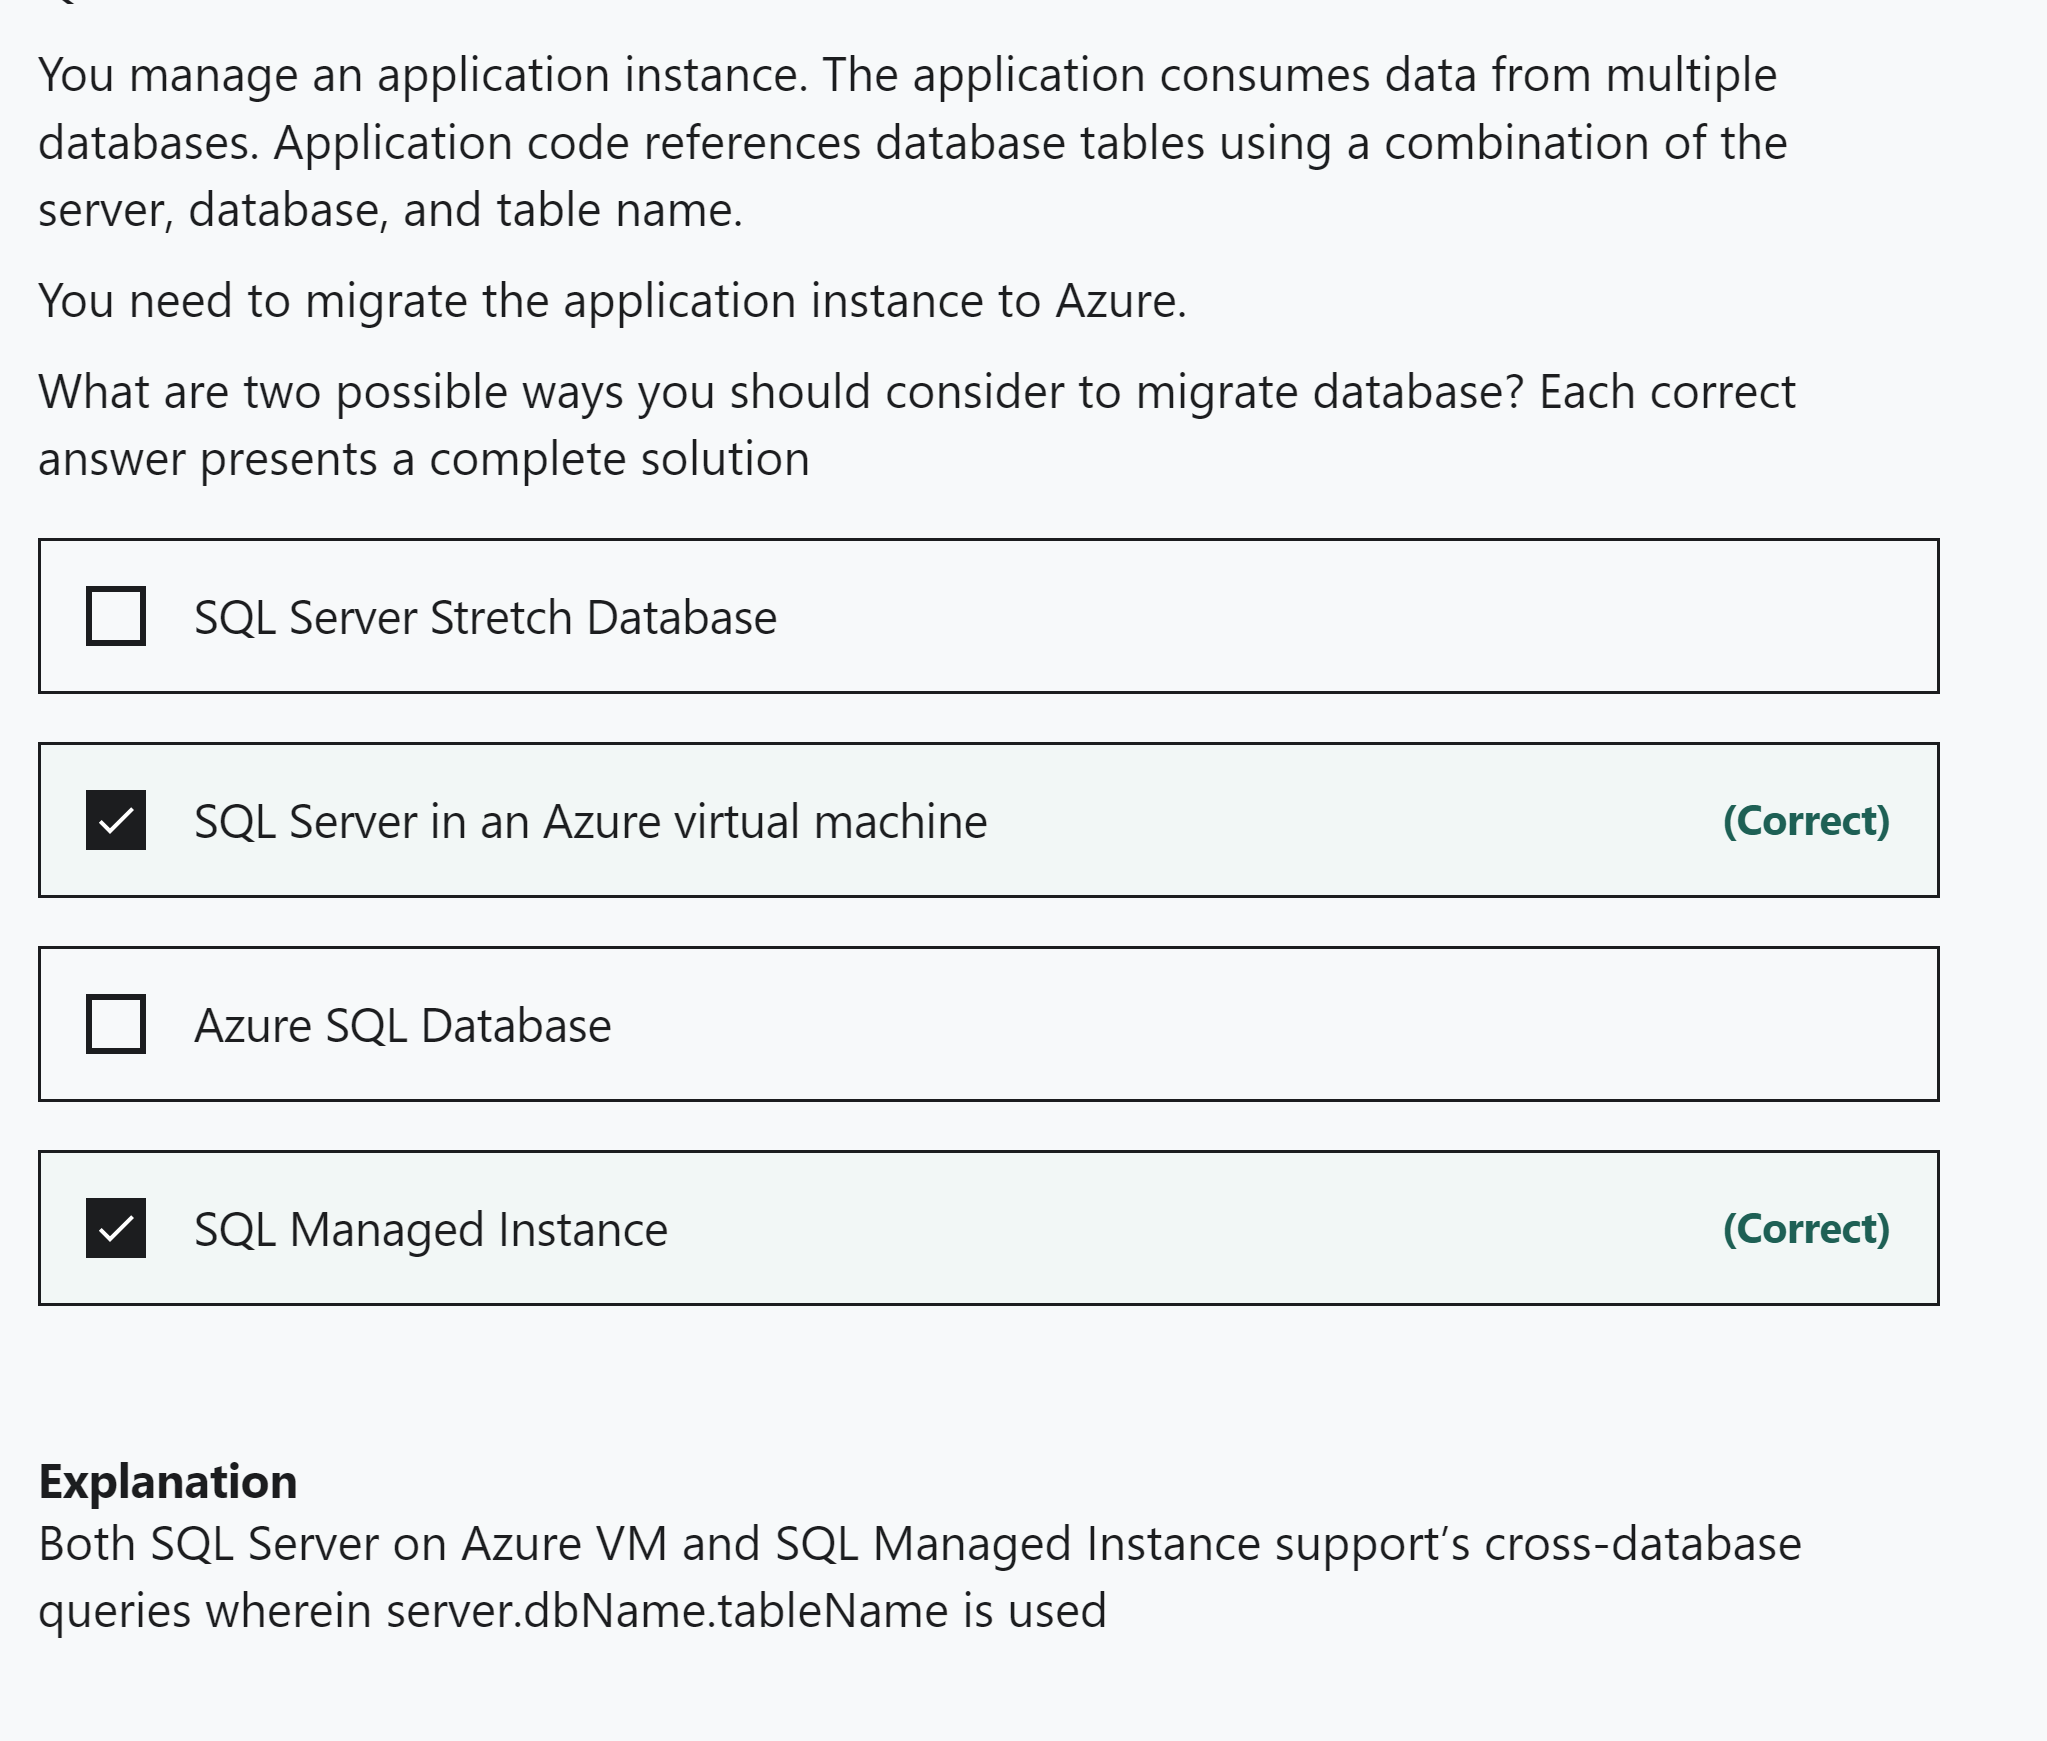 You manage an application instance. The application consumes data from multiple
databases. Application code references database tables using a combination of the
server, database, and table name.
You need to migrate the application instance to Azure.
What are two possible ways you should consider to migrate database? Each correct
answer presents a complete solution
SQL Server Stretch Database
SQL Server in an Azure virtual machine (Correct)
Azure SQL Database
SQL Managed Instance (Correct)
Explanation
Both SQL Server on Azure VM and SQL Managed Instance support’s cross-database
queries wherein server.dbName.tableName is used